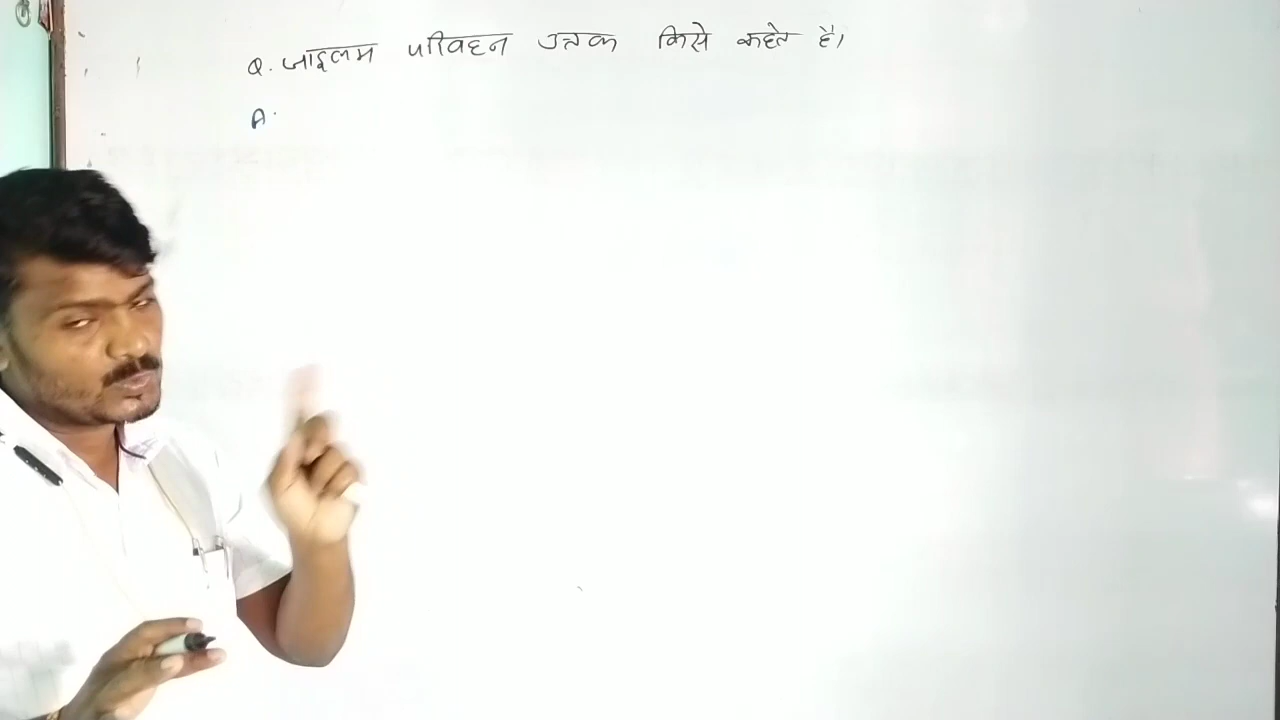 Q. जाइलम परिवहन उत्तक किसे कहते है।
A.